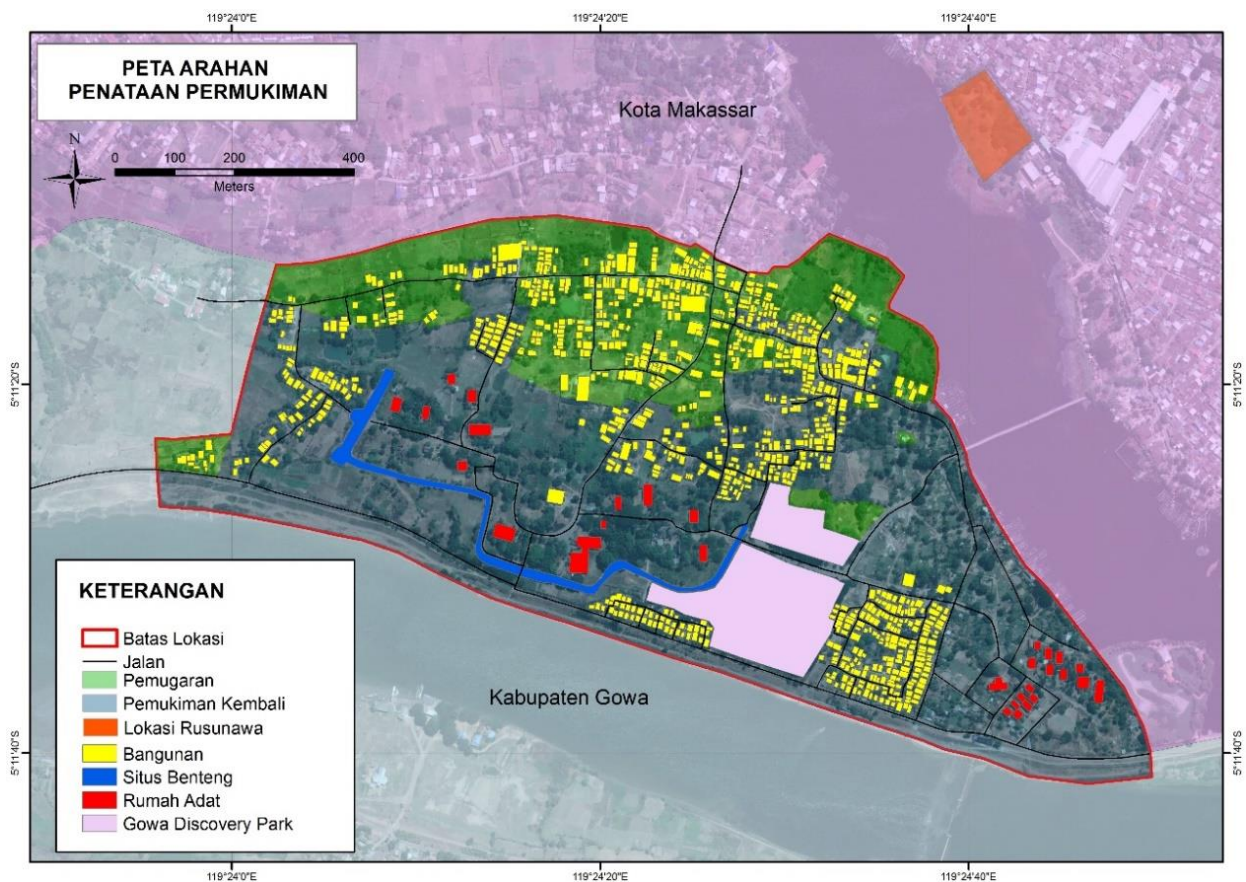 119°24'0"E
119°24'20"E
119°24'40"E
PETA ARAHAN
PENATAAN PERMUKIMAN
Kota Makassar
N
0 100 200 400
Meters
5°11'20"S
5°11'20"S
Kabupaten Gowa
KETERANGAN
Batas Lokasi
Jalan
Pemugaran
Pemukiman Kembali
Lokasi Rusunawa
Bangunan
Situs Benteng
Rumah Adat
Gowa Discovery Park
5°11'40"S
5°11'40"S
119°24'0"E
119°24'20"E
119°24'40"E